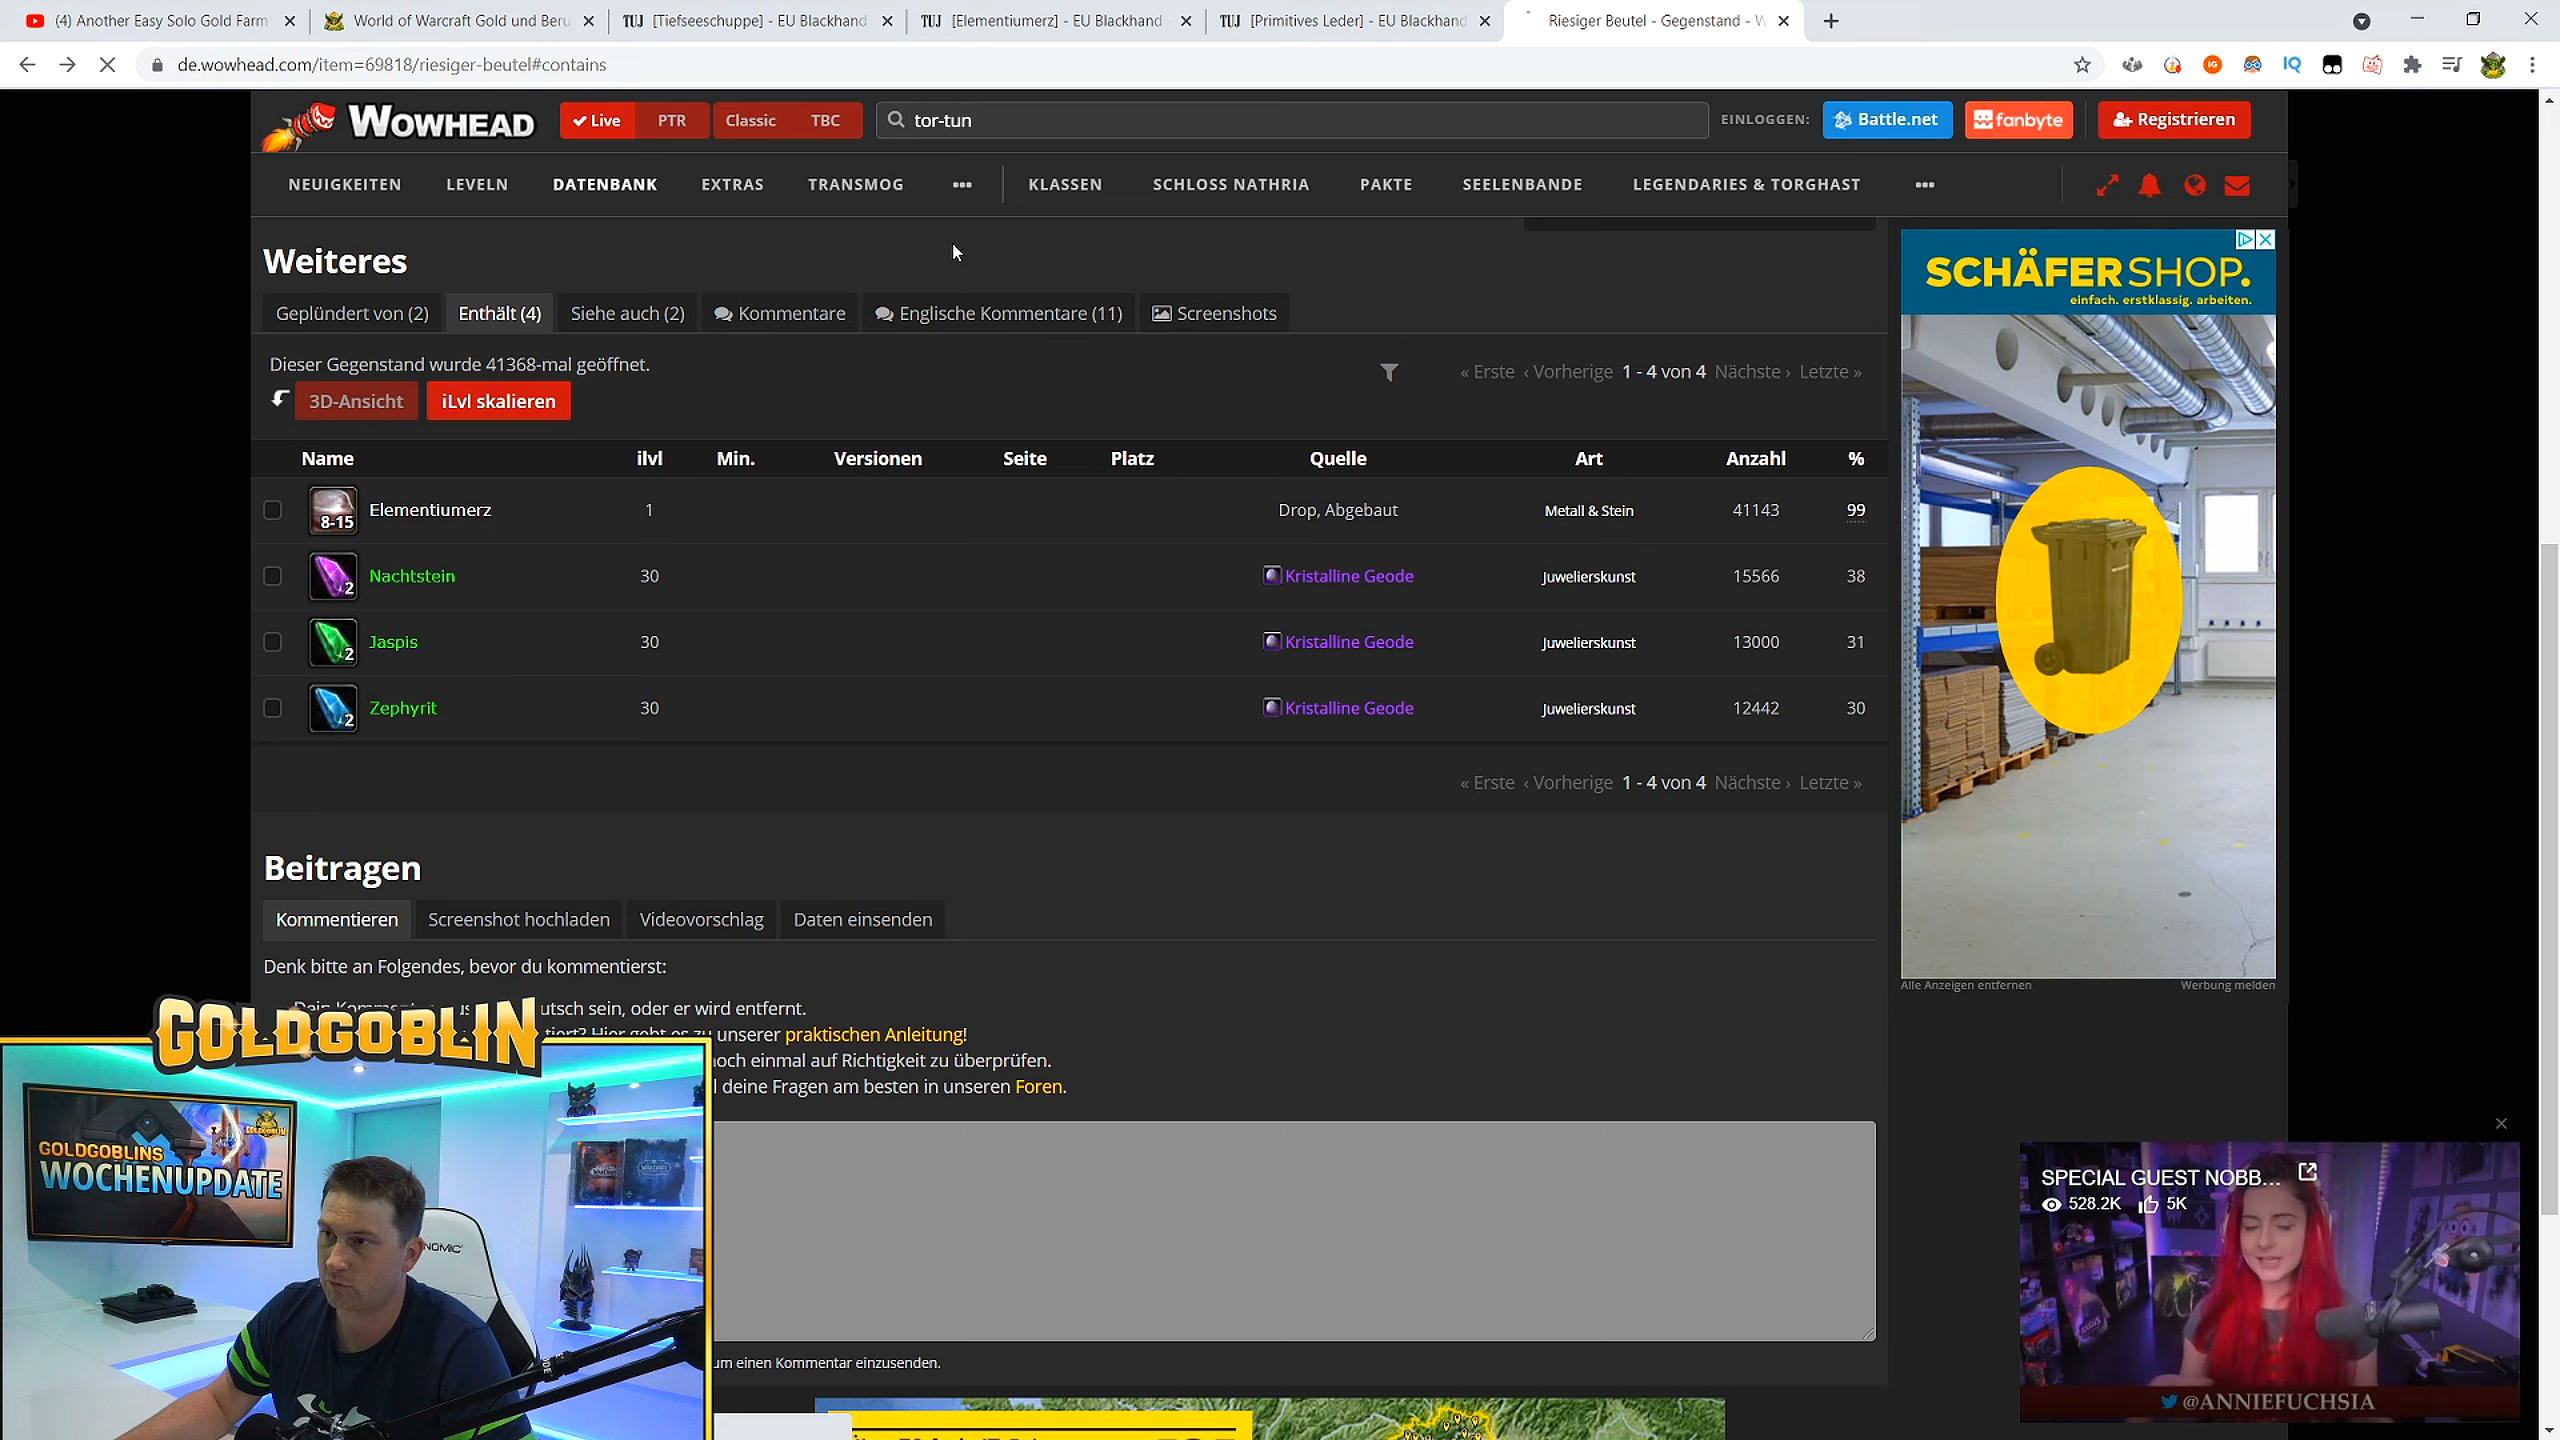 (4) Another Easy Solo Gold Farm
World of Warcraft Gold und Beru
TUJ [Tiefseeschuppe] - EU Blackhand
TUJ [Elementiumerz] - EU Blackhand
TUJ [Primitives Leder] - EU Blackhand
Riesiger Beutel - Gegenstand - W
de.wowhead.com/item=69818/riesiger-beutel#contains
IG IQ
WOWHEAD Live PTR Classic TBC tor-tun EINLOGGEN: Battle.net fanbyte Registrieren
NEUIGKEITEN LEVELN DATENBANK EXTRAS TRANSMOG ••• KLASSEN SCHLOSS NATHRIA PAKTE SEELENBANDE LEGENDARIES & TORGHAST •••
Weiteres
Geplündert von (2) Enthält (4) Siehe auch (2) Kommentare Englische Kommentare (11) Screenshots
Dieser Gegenstand wurde 41368-mal geöffnet.
« Erste ‹ Vorherige 1 - 4 von 4 Nächste › Letzte »
3D-Ansicht iLvl skalieren
Name ilvl Min. Versionen Seite Platz Quelle Art Anzahl %
8-15 Elementiumerz 1 Drop, Abgebaut Metall & Stein 41143 99
2 Nachtstein 30 Kristalline Geode Juwelierskunst 15566 38
2 Jaspis 30 Kristalline Geode Juwelierskunst 13000 31
2 Zephyrit 30 Kristalline Geode Juwelierskunst 12442 30
« Erste ‹ Vorherige 1 - 4 von 4 Nächste › Letzte »
Beitragen
Kommentieren Screenshot hochladen Videovorschlag Daten einsenden
Denk bitte an Folgendes, bevor du kommentierst:
utsch sein, oder er wird entfernt.
unserer praktischen Anleitung!
noch einmal auf Richtigkeit zu überprüfen.
l deine Fragen am besten in unseren Foren.
um einen Kommentar einzusenden.
SCHÄFER SHOP.
einfach. erstklassig. arbeiten.
Alle Anzeigen entfernen Werbung melden
GOLDGOBLIN
GOLDGOBLIN
GOLDGOBLINS
WOCHENUPDATE
NOMIC
SPECIAL GUEST NOBB...
528.2K 5K
@ANNIEFUCHSIA